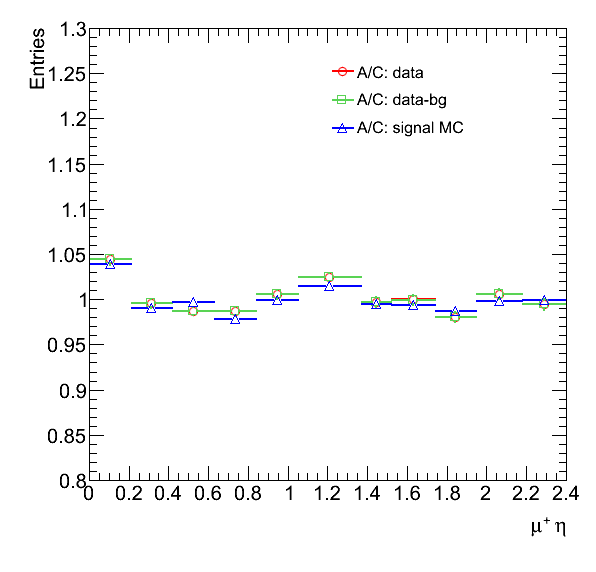 Entries
1.3
1.25
1.2
1.15
1.1
1.05
1
0.95
0.9
0.85
0.8
A/C: data
A/C: data-bg
A/C: signal MC
0 0.2 0.4 0.6 0.8 1 1.2 1.4 1.6 1.8 2 2.2 2.4
μ⁺ η